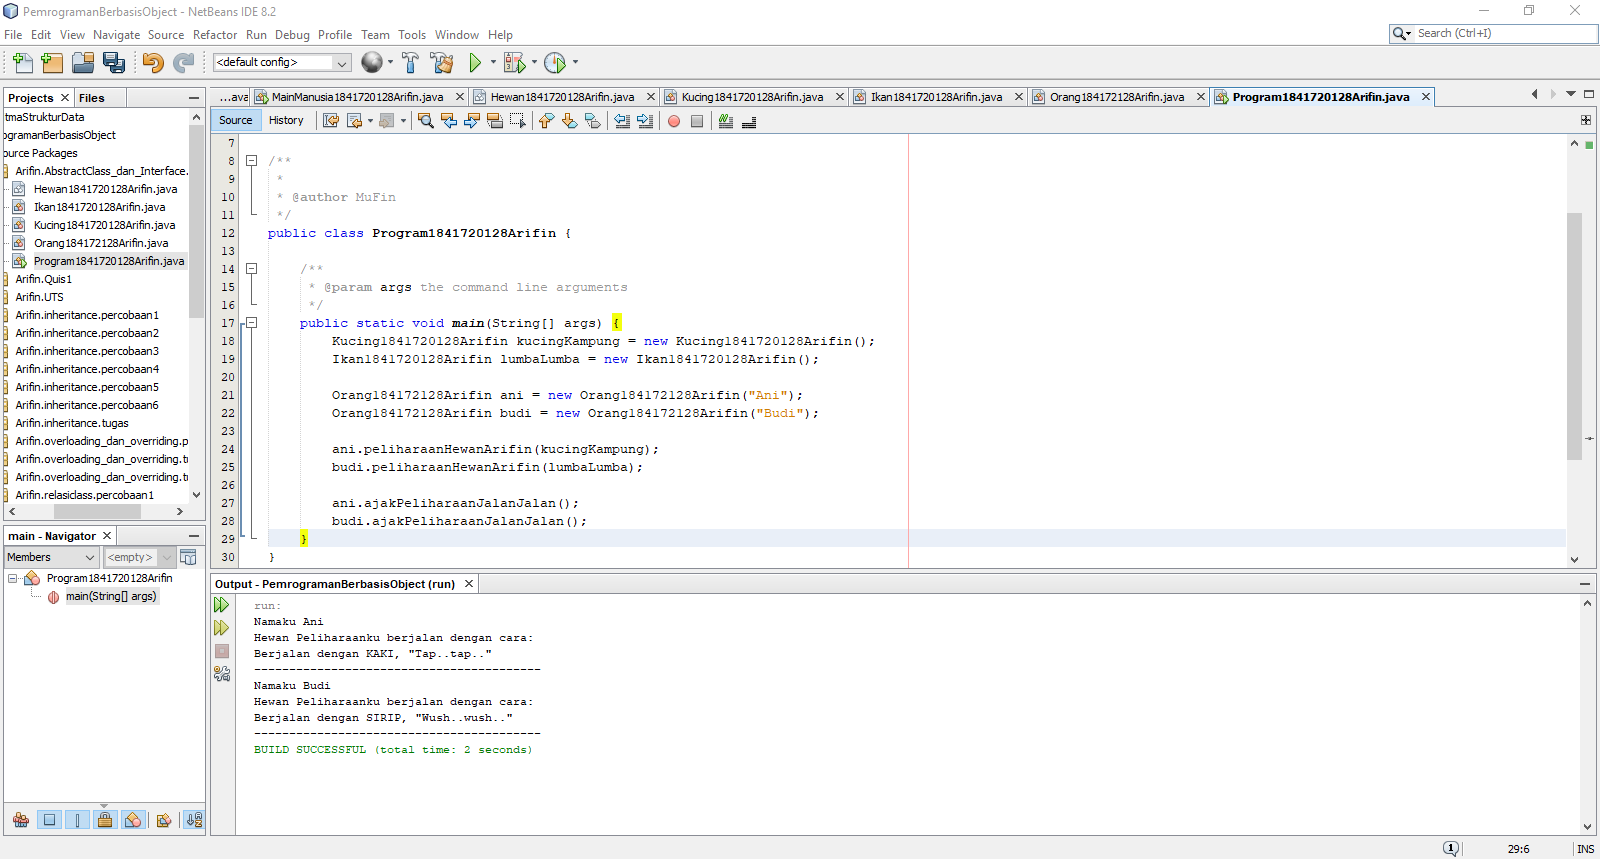 PemrogramanBerbasisObject - NetBeans IDE 8.2
File Edit View Navigate Source Refactor Run Debug Profile Team Tools Window Help
Search (Ctrl+I)
<default config>
Projects
Files
tmaStrukturData
ogramanBerbasisObject
ource Packages
Arifin.AbstractClass_dan_Interface.
Hewan1841720128Arifin.java
Ikan1841720128Arifin.java
Kucing1841720128Arifin.java
Orang184172128Arifin.java
Program1841720128Arifin.java
Arifin.Quis1
Arifin.UTS
Arifin.inheritance.percobaan1
Arifin.inheritance.percobaan2
Arifin.inheritance.percobaan3
Arifin.inheritance.percobaan4
Arifin.inheritance.percobaan5
Arifin.inheritance.percobaan6
Arifin.inheritance.tugas
Arifin.overloading_dan_overriding.p
Arifin.overloading_dan_overriding.t
Arifin.overloading_dan_overriding.t
Arifin.relasiclass.percobaan1
main - Navigator
Members
<empty>
Program1841720128Arifin
main(String[] args)
...ava
MainManusia1841720128Arifin.java
Hewan1841720128Arifin.java
Kucing1841720128Arifin.java
Ikan1841720128Arifin.java
Orang184172128Arifin.java
Program1841720128Arifin.java
Source
History
7
8 /**
9 *
10 * @author MuFin
11 */
12 public class Program1841720128Arifin {
13
14 /**
15 * @param args the command line arguments
16 */
17 public static void main(String[] args) {
18 Kucing1841720128Arifin kucingKampung = new Kucing1841720128Arifin();
19 Ikan1841720128Arifin lumbaLumba = new Ikan1841720128Arifin();
20
21 Orang184172128Arifin ani = new Orang184172128Arifin("Ani");
22 Orang184172128Arifin budi = new Orang184172128Arifin("Budi");
23
24 ani.peliharaanHewanArifin(kucingKampung);
25 budi.peliharaanHewanArifin(lumbaLumba);
26
27 ani.ajakPeliharaanJalanJalan();
28 budi.ajakPeliharaanJalanJalan();
29 }
30 }
Output - PemrogramanBerbasisObject (run)
run:
Namaku Ani
Hewan Peliharaanku berjalan dengan cara:
Berjalan dengan KAKI, "Tap..tap.."
-----------------------------------------
Namaku Budi
Hewan Peliharaanku berjalan dengan cara:
Berjalan dengan SIRIP, "Wush..wush.."
-----------------------------------------
BUILD SUCCESSFUL (total time: 2 seconds)
1
29:6
INS